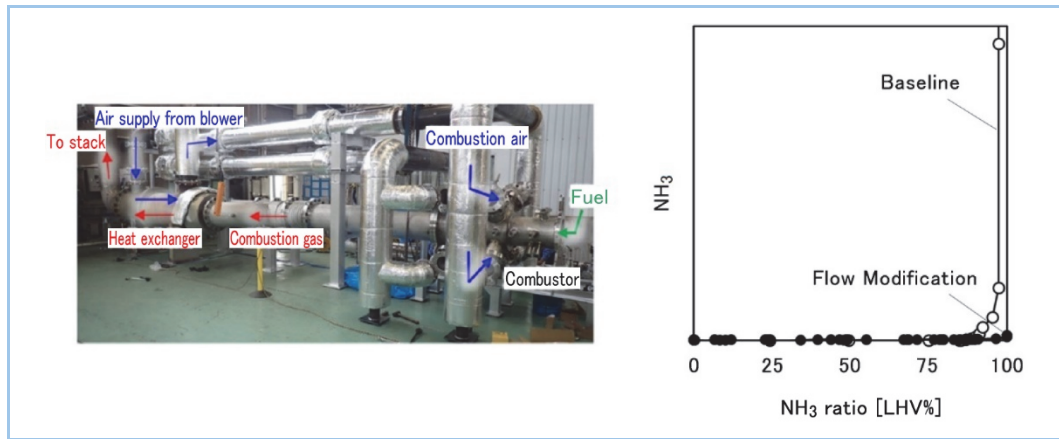 Air supply from blower
To stack
Combustion air
Fuel
Heat exchanger
Combustion gas
Combustor
NH₃
Baseline
Flow Modification
0 25 50 75 100
NH₃ ratio [LHV%]